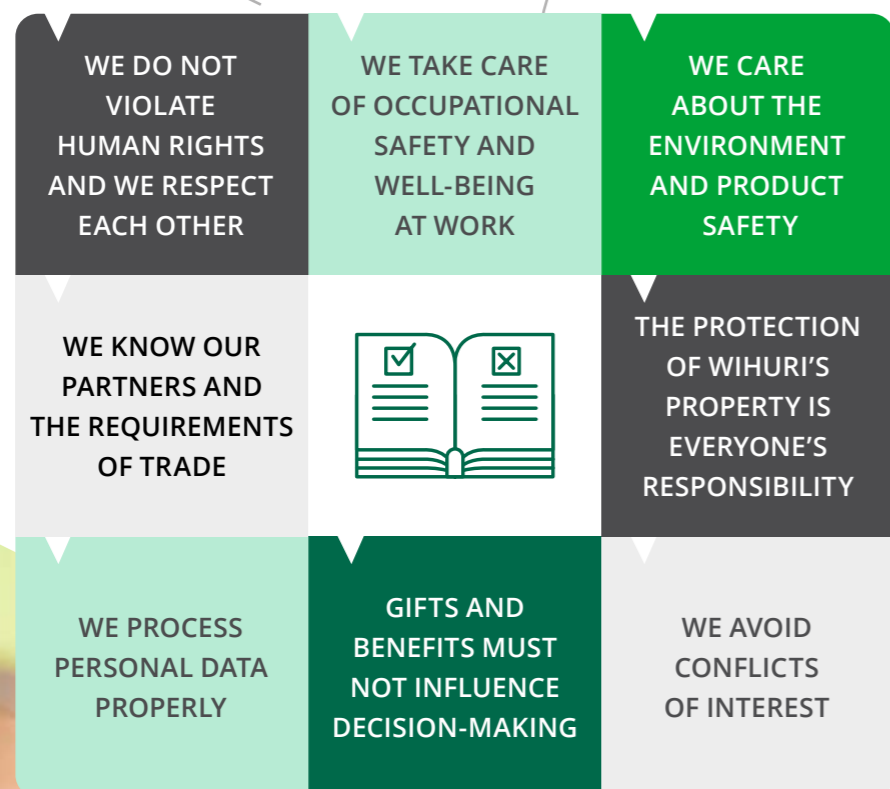 WE DO NOT
VIOLATE
HUMAN RIGHTS
AND WE RESPECT
EACH OTHER
WE TAKE CARE
OF OCCUPATIONAL
SAFETY AND
WELL-BEING
AT WORK
WE CARE
ABOUT THE
ENVIRONMENT
AND PRODUCT
SAFETY
WE KNOW OUR
PARTNERS AND
THE REQUIREMENTS
OF TRADE
THE PROTECTION
OF WIHURI’S
PROPERTY IS
EVERYONE’S
RESPONSIBILITY
WE PROCESS
PERSONAL DATA
PROPERLY
GIFTS AND
BENEFITS MUST
NOT INFLUENCE
DECISION-MAKING
WE AVOID
CONFLICTS
OF INTEREST